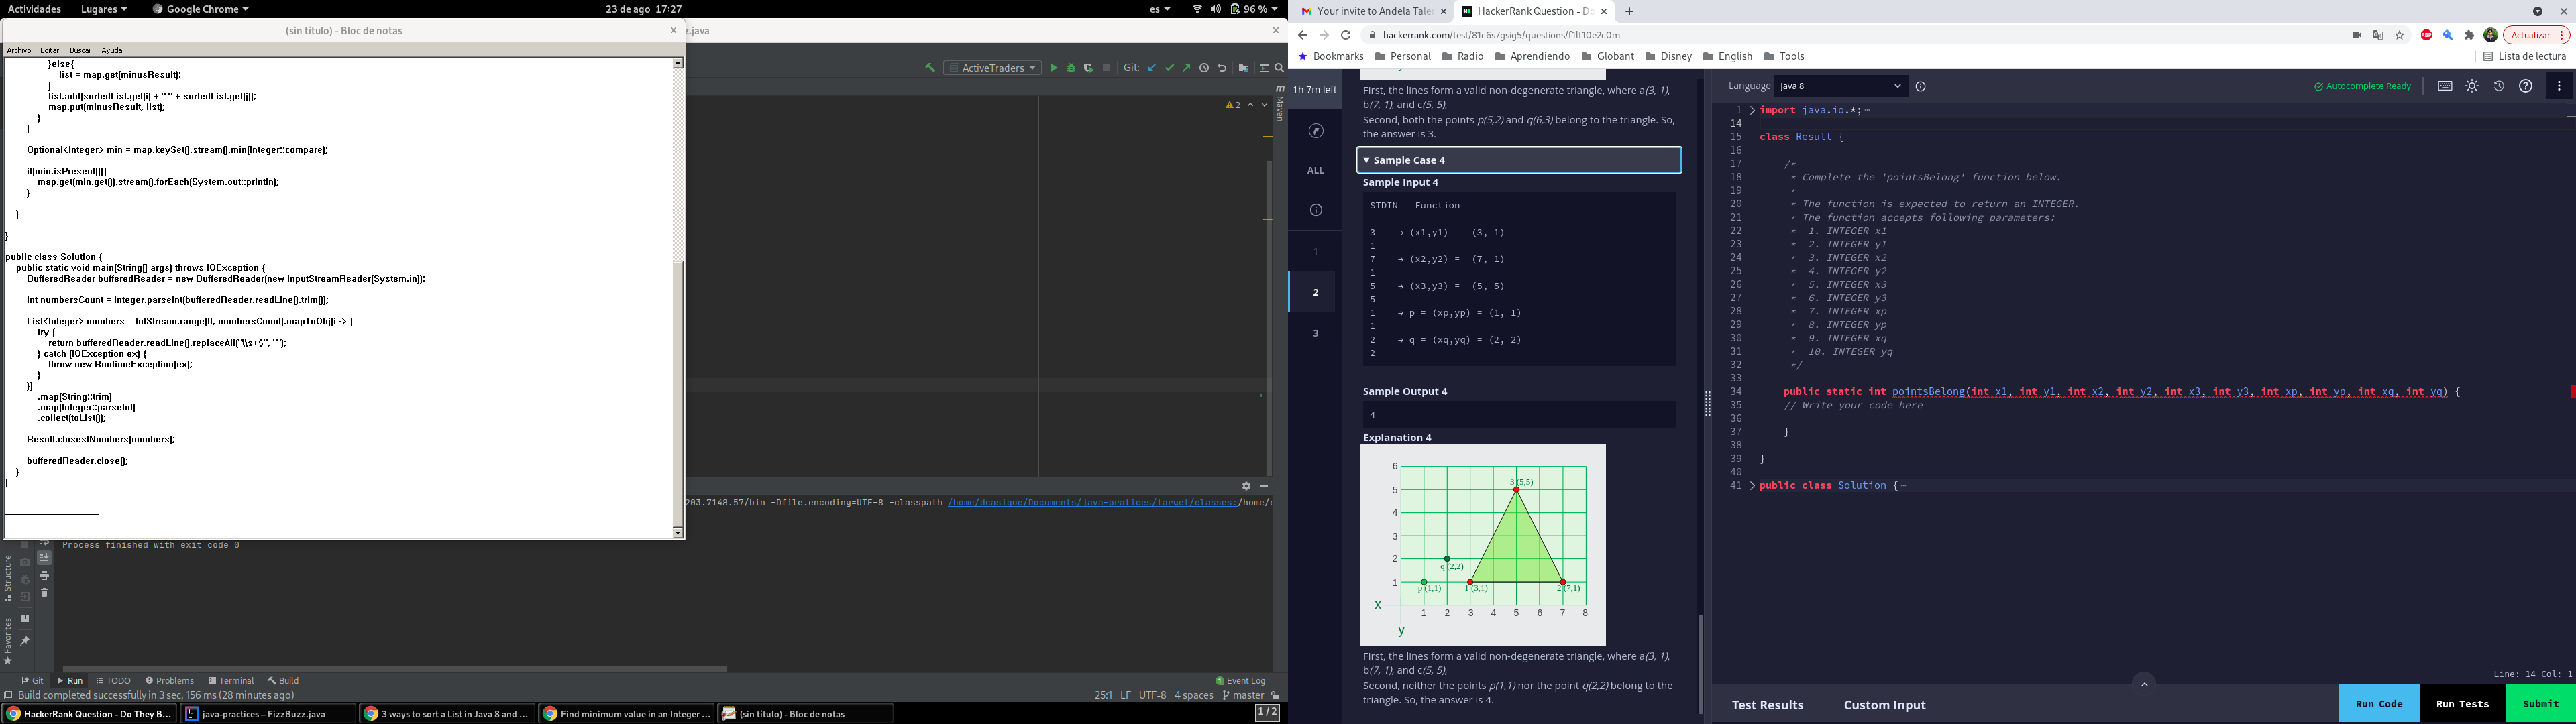 Actividades Lugares Google Chrome 23 de ago 17:27 es 96 %
(sin título) - Bloc de notas
Archivo Editar Buscar Ayuda
}else{
list = map.get(minusResult);
}
list.add(sortedList.get(i) + " " + sortedList.get(j));
map.put(minusResult, list);
}
}
Optional<Integer> min = map.keySet().stream().min(Integer::compare);
if(min.isPresent()){
map.get(min.get()).stream().forEach(System.out::println);
}
}
}
public class Solution {
public static void main(String[] args) throws IOException {
BufferedReader bufferedReader = new BufferedReader(new InputStreamReader(System.in));
int numbersCount = Integer.parseInt(bufferedReader.readLine().trim());
List<Integer> numbers = IntStream.range(0, numbersCount).mapToObj(i -> {
try {
return bufferedReader.readLine().replaceAll("\\s+$", "");
} catch (IOException ex) {
throw new RuntimeException(ex);
}
})
.map(String::trim)
.map(Integer::parseInt)
.collect(toList());
Result.closestNumbers(numbers);
bufferedReader.close();
}
}
z.java
ActiveTraders Git:
2
Maven
203.7148.57/bin -Dfile.encoding=UTF-8 -classpath /home/dcasique/Documents/java-pratices/target/classes:/home/d
Process finished with exit code 0
Structure
Favorites
Git Run TODO Problems Terminal Build 1 Event Log
Build completed successfully in 3 sec, 156 ms (28 minutes ago) 25:1 LF UTF-8 4 spaces master
HackerRank Question - Do They B... java-practices – FizzBuzz.java 3 ways to sort a List in Java 8 and ... Find minimum value in an Integer ... (sin título) - Bloc de notas 1 / 2
Your invite to Andela Tale HackerRank Question - Do
hackerrank.com/test/81c6s7gsig5/questions/f1lt10e2c0m ABP Actualizar
Bookmarks Personal Radio Aprendiendo Globant Disney English Tools Lista de lectura
1h 7m left
ALL
1
2
3
First, the lines form a valid non-degenerate triangle, where a(3, 1),
b(7, 1), and c(5, 5),
Second, both the points p(5,2) and q(6,3) belong to the triangle. So,
the answer is 3.
Sample Case 4
Sample Input 4
STDIN Function
----- --------
3 → (x1,y1) = (3, 1)
1
7 → (x2,y2) = (7, 1)
1
5 → (x3,y3) = (5, 5)
5
1 → p = (xp,yp) = (1, 1)
1
2 → q = (xq,yq) = (2, 2)
2
Sample Output 4
4
Explanation 4
6
5
4
3
2
1
3 (5,5)
q (2,2)
p (1,1) 1 (3,1) 2 (7,1)
x
1 2 3 4 5 6 7 8
y
First, the lines form a valid non-degenerate triangle, where a(3, 1),
b(7, 1), and c(5, 5),
Second, neither the points p(1,1) nor the point q(2,2) belong to the
triangle. So, the answer is 4.
Language Java 8 Autocomplete Ready
1 import java.io.*;
14
15 class Result {
16
17 /*
18 * Complete the 'pointsBelong' function below.
19 *
20 * The function is expected to return an INTEGER.
21 * The function accepts following parameters:
22 * 1. INTEGER x1
23 * 2. INTEGER y1
24 * 3. INTEGER x2
25 * 4. INTEGER y2
26 * 5. INTEGER x3
27 * 6. INTEGER y3
28 * 7. INTEGER xp
29 * 8. INTEGER yp
30 * 9. INTEGER xq
31 * 10. INTEGER yq
32 */
33
34 public static int pointsBelong(int x1, int y1, int x2, int y2, int x3, int y3, int xp, int yp, int xq, int yq) {
35 // Write your code here
36
37 }
38
39 }
40
41 public class Solution {
Line: 14 Col: 1
Test Results Custom Input Run Code Run Tests Submit